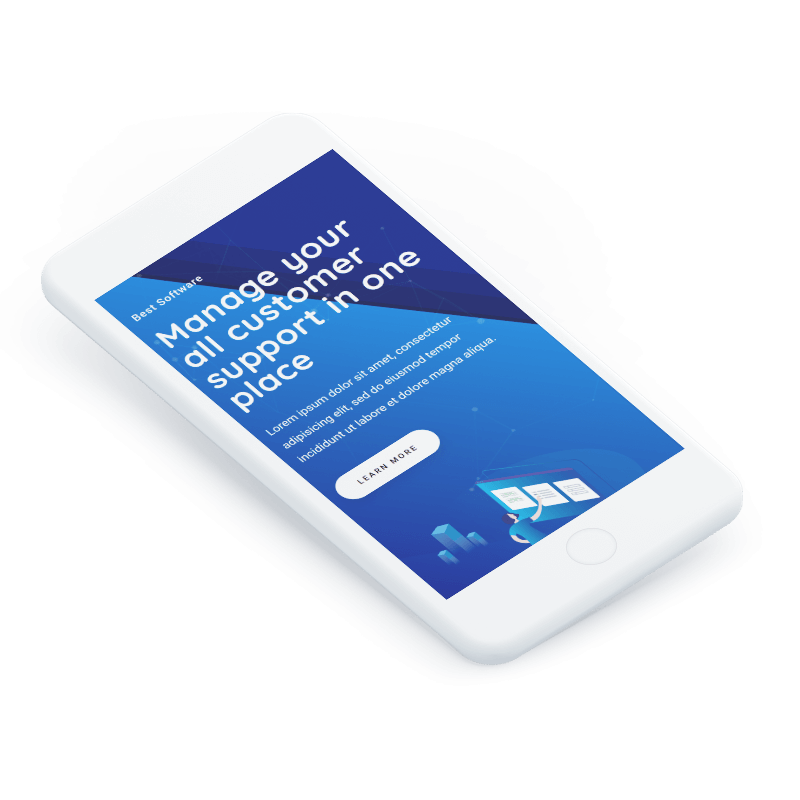 Best Software
Manage your
all customer
support in one
place
Lorem ipsum dolor sit amet, consectetur
adipisicing elit, sed do eiusmod tempor
incididunt ut labore et dolore magna aliqua.
LEARN MORE